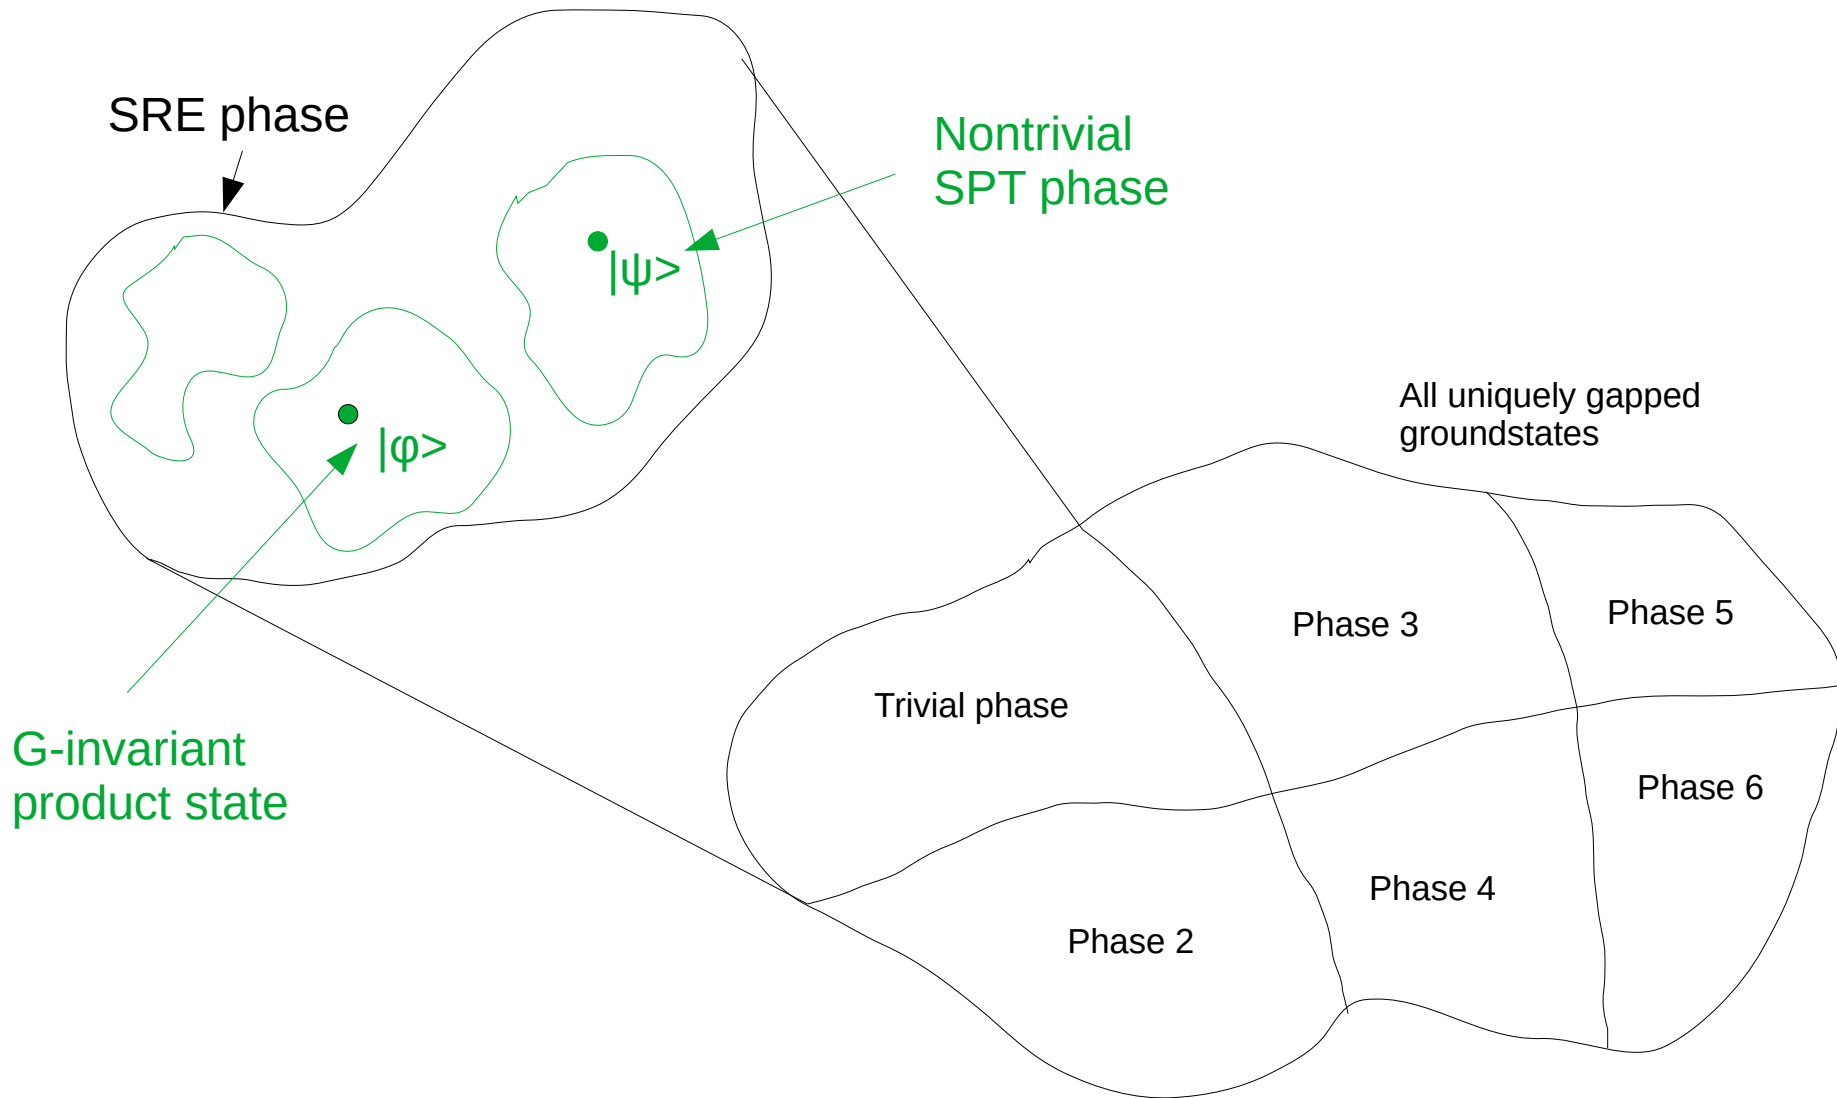 SRE phase
Nontrivial
SPT phase
|ψ>
|φ>
G-invariant
product state
All uniquely gapped
groundstates
Phase 3
Phase 5
Trivial phase
Phase 6
Phase 4
Phase 2